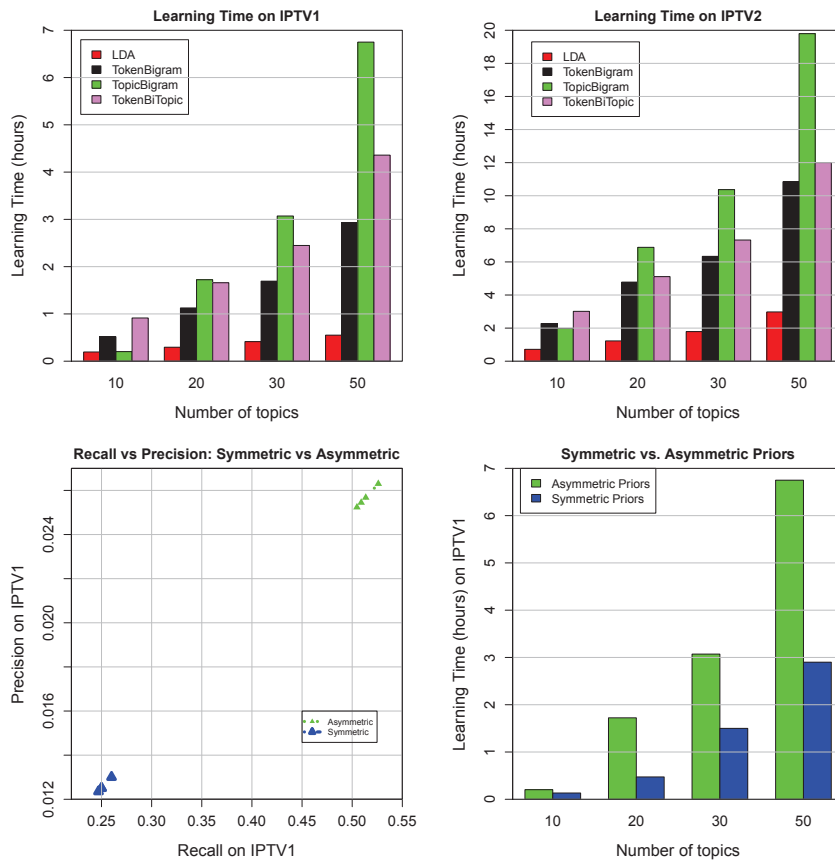 Learning Time on IPTV1
Learning Time (hours)
7
6
5
4
3
2
1
0
LDA
TokenBigram
TopicBigram
TokenBiTopic
10 20 30 50
Number of topics
Learning Time on IPTV2
Learning Time (hours)
20
18
16
14
12
10
8
6
4
2
0
LDA
TokenBigram
TopicBigram
TokenBiTopic
10 20 30 50
Number of topics
Recall vs Precision: Symmetric vs Asymmetric
Precision on IPTV1
0.024
0.020
0.016
0.012
Asymmetric
Symmetric
0.25 0.30 0.35 0.40 0.45 0.50 0.55
Recall on IPTV1
Symmetric vs. Asymmetric Priors
Learning Time (hours) on IPTV1
7
6
5
4
3
2
1
0
Asymmetric Priors
Symmetric Priors
10 20 30 50
Number of topics